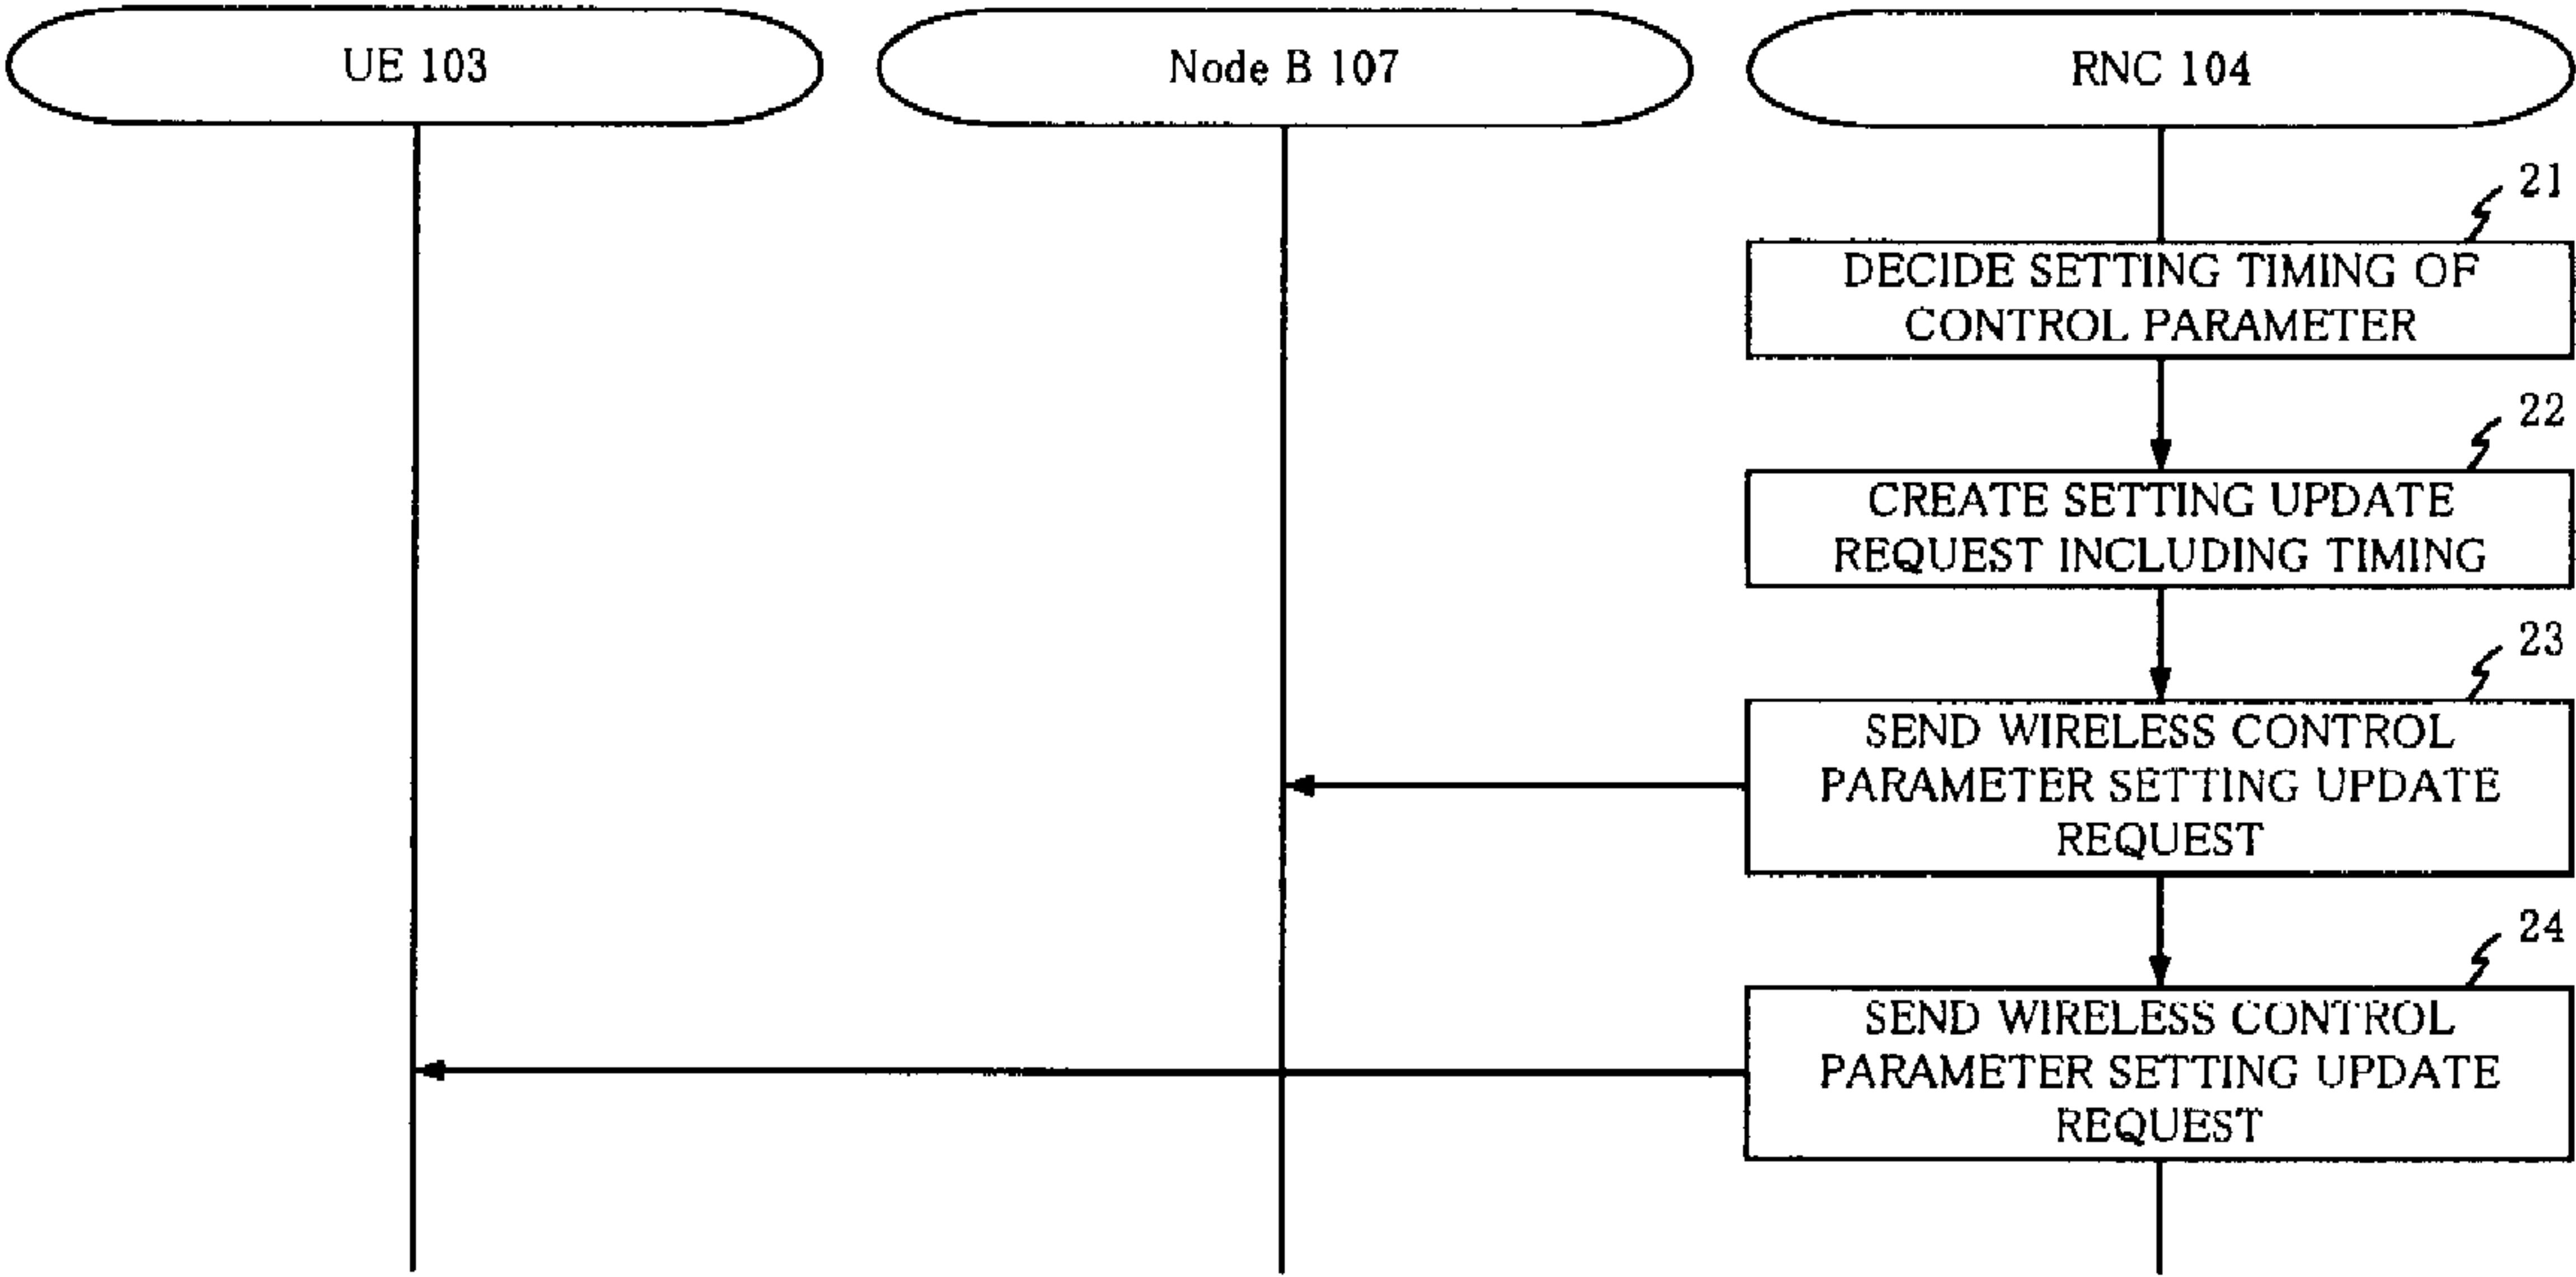 UE 103
Node B 107
RNC 104
21
DECIDE SETTING TIMING OF
CONTROL PARAMETER
22
CREATE SETTING UPDATE
REQUEST INCLUDING TIMING
23
SEND WIRELESS CONTROL
PARAMETER SETTING UPDATE
REQUEST
24
SEND WIRELESS CONTROL
PARAMETER SETTING UPDATE
REQUEST